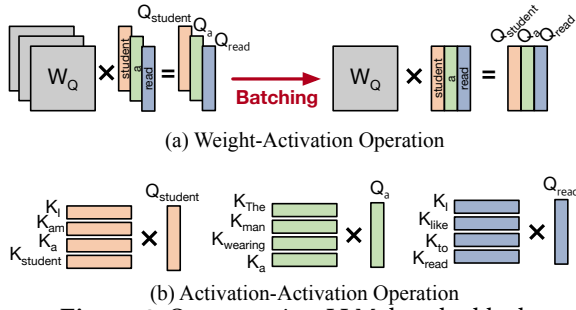 Q_student Q_a Q_read
W_Q × student a read = Batching W_Q × student a read = Q_student Q_a Q_read
(a) Weight-Activation Operation
K_I K_am K_a K_student × Q_student
K_The K_man K_wearing K_a × Q_a
K_I K_like K_to K_read × Q_read
(b) Activation-Activation Operation